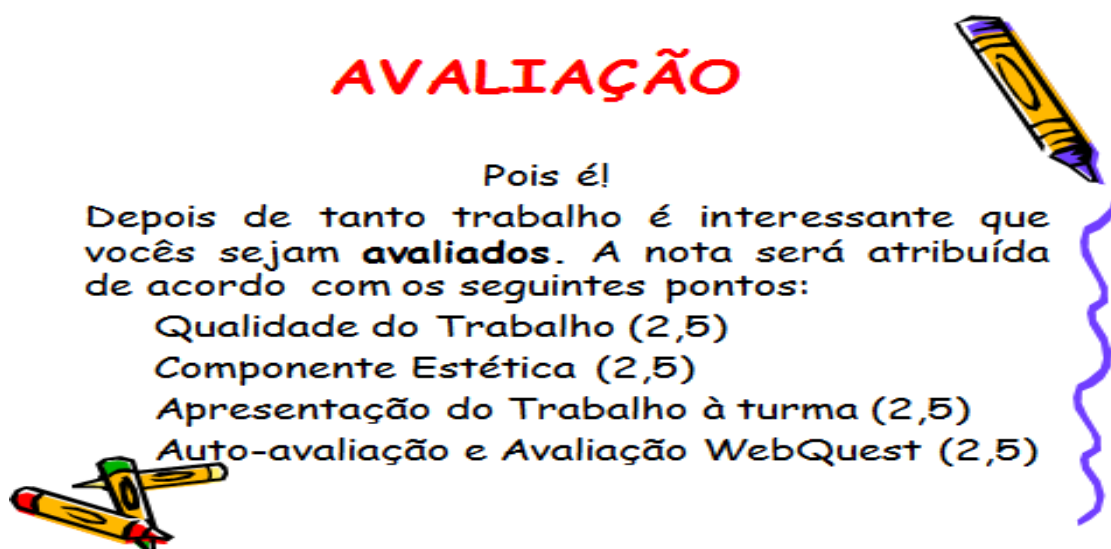 AVALIAÇÃO
Pois é!
Depois de tanto trabalho é interessante que
vocês sejam avaliados. A nota será atribuída
de acordo com os seguintes pontos:
Qualidade do Trabalho (2,5)
Componente Estética (2,5)
Apresentação do Trabalho à turma (2,5)
Auto-avaliação e Avaliação WebQuest (2,5)